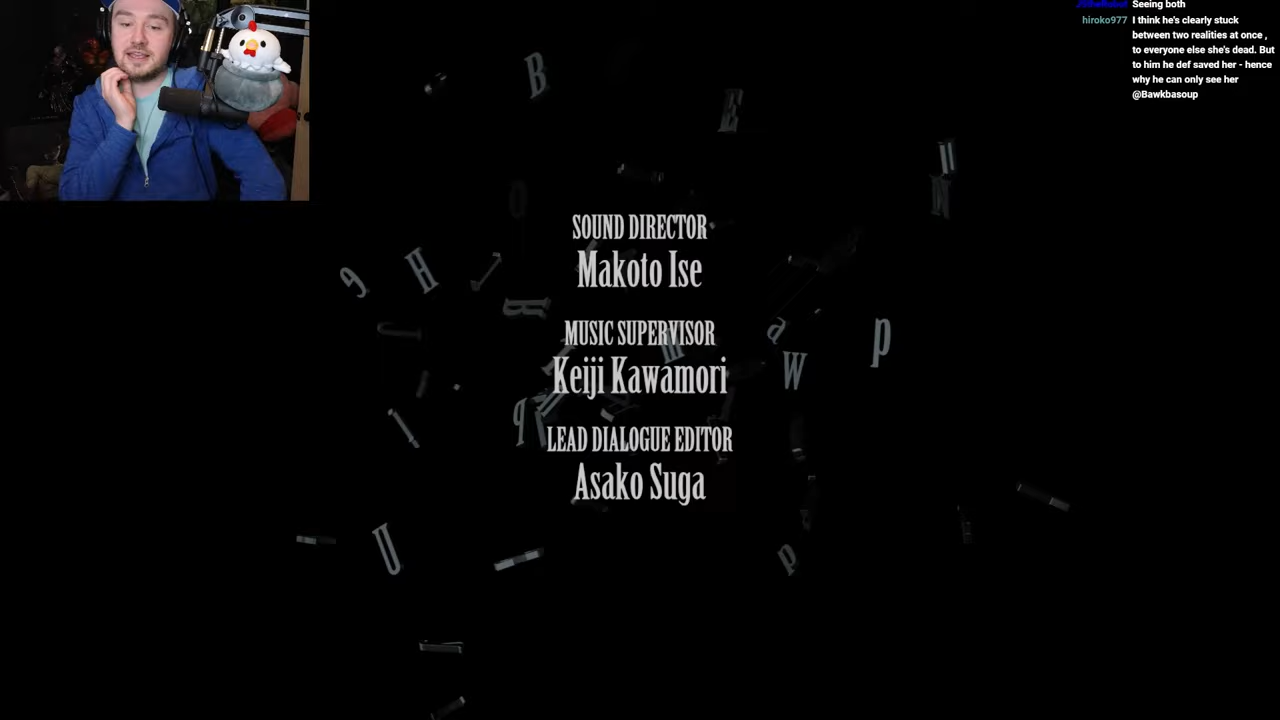 Seeing both
hiroko977 I think he's clearly stuck
between two realities at once ,
to everyone else she's dead. But
to him he def saved her - hence
why he can only see her
@Bawkbasoup
SOUND DIRECTOR
Makoto Ise
MUSIC SUPERVISOR
Keiji Kawamori
LEAD DIALOGUE EDITOR
Asako Suga